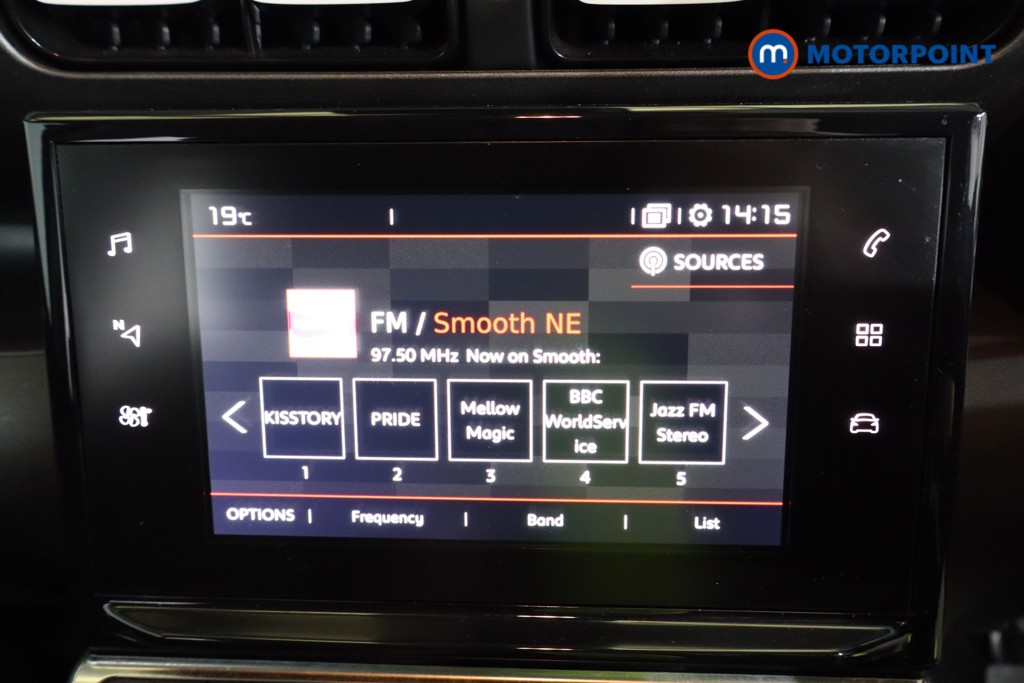 m MOTORPOINT
19°C
14:15
SOURCES
FM / Smooth NE
97.50 MHz Now on Smooth:
KISSTORY
PRIDE
Mellow
Magic
BBC
WorldServ
ice
Jazz FM
Stereo
1
2
3
4
5
OPTIONS | Frequency | Band | List
N